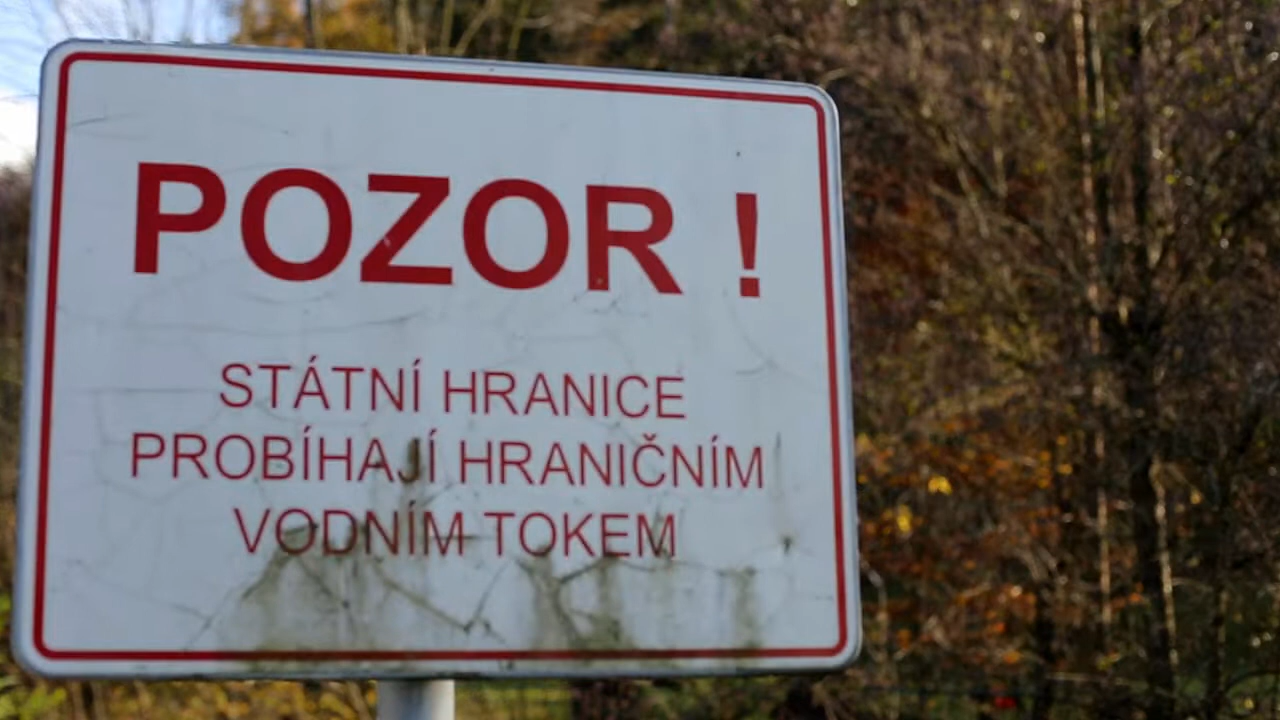 POZOR !
STÁTNÍ HRANICE
PROBÍHAJÍ HRANIČNÍM
VODNÍM TOKEM